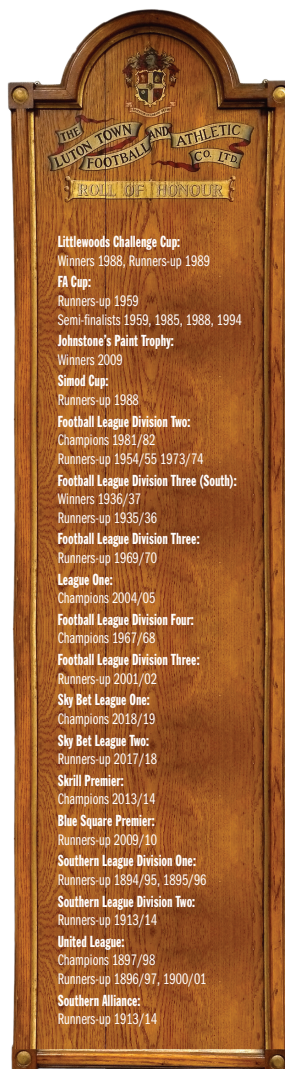 THE
LUTON TOWN
FOOTBALL
AND
ATHLETIC
CO. LTD.
ROLL OF HONOUR
Littlewoods Challenge Cup:
Winners 1988, Runners-up 1989
FA Cup:
Runners-up 1959
Semi-finalists 1959, 1985, 1988, 1994
Johnstone's Paint Trophy:
Winners 2009
Simod Cup:
Runners-up 1988
Football League Division Two:
Champions 1981/82
Runners-up 1954/55 1973/74
Football League Division Three (South):
Winners 1936/37
Runners-up 1935/36
Football League Division Three:
Runners-up 1969/70
League One:
Champions 2004/05
Football League Division Four:
Champions 1967/68
Football League Division Three:
Runners-up 2001/02
Sky Bet League One:
Champions 2018/19
Sky Bet League Two:
Runners-up 2017/18
Skrill Premier:
Champions 2013/14
Blue Square Premier:
Runners-up 2009/10
Southern League Division One:
Runners-up 1894/95, 1895/96
Southern League Division Two:
Runners-up 1913/14
United League:
Champions 1897/98
Runners-up 1896/97, 1900/01
Southern Alliance:
Runners-up 1913/14